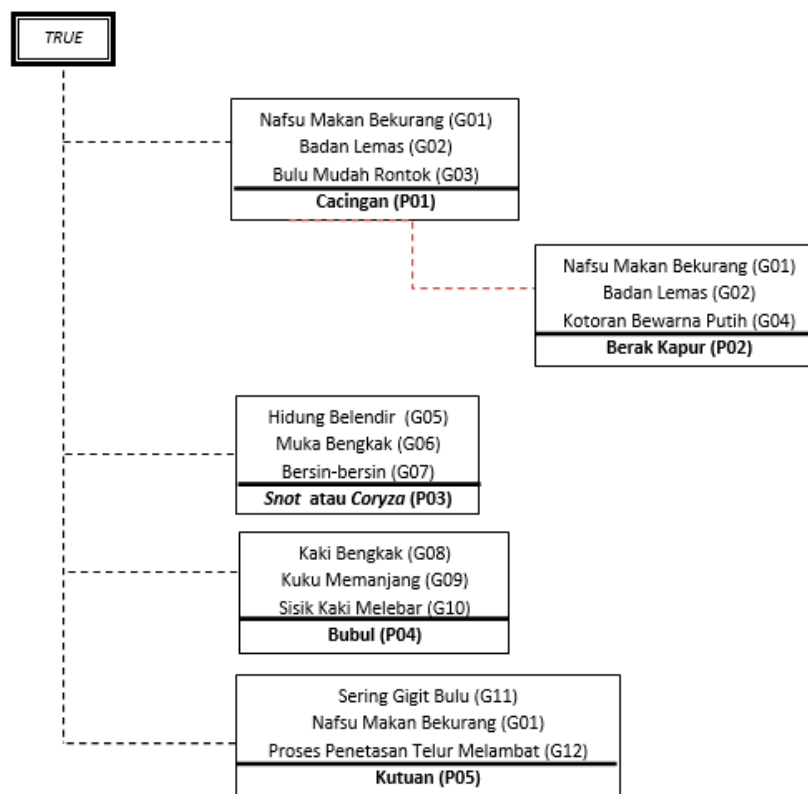 TRUE
Nafsu Makan Bekurang (G01)
Badan Lemas (G02)
Bulu Mudah Rontok (G03)
Cacingan (P01)
Nafsu Makan Bekurang (G01)
Badan Lemas (G02)
Kotoran Bewarna Putih (G04)
Berak Kapur (P02)
Hidung Belendir (G05)
Muka Bengkak (G06)
Bersin-bersin (G07)
Snot atau Coryza (P03)
Kaki Bengkak (G08)
Kuku Memanjang (G09)
Sisik Kaki Melebar (G10)
Bubul (P04)
Sering Gigit Bulu (G11)
Nafsu Makan Bekurang (G01)
Proses Penetasan Telur Melambat (G12)
Kutuan (P05)